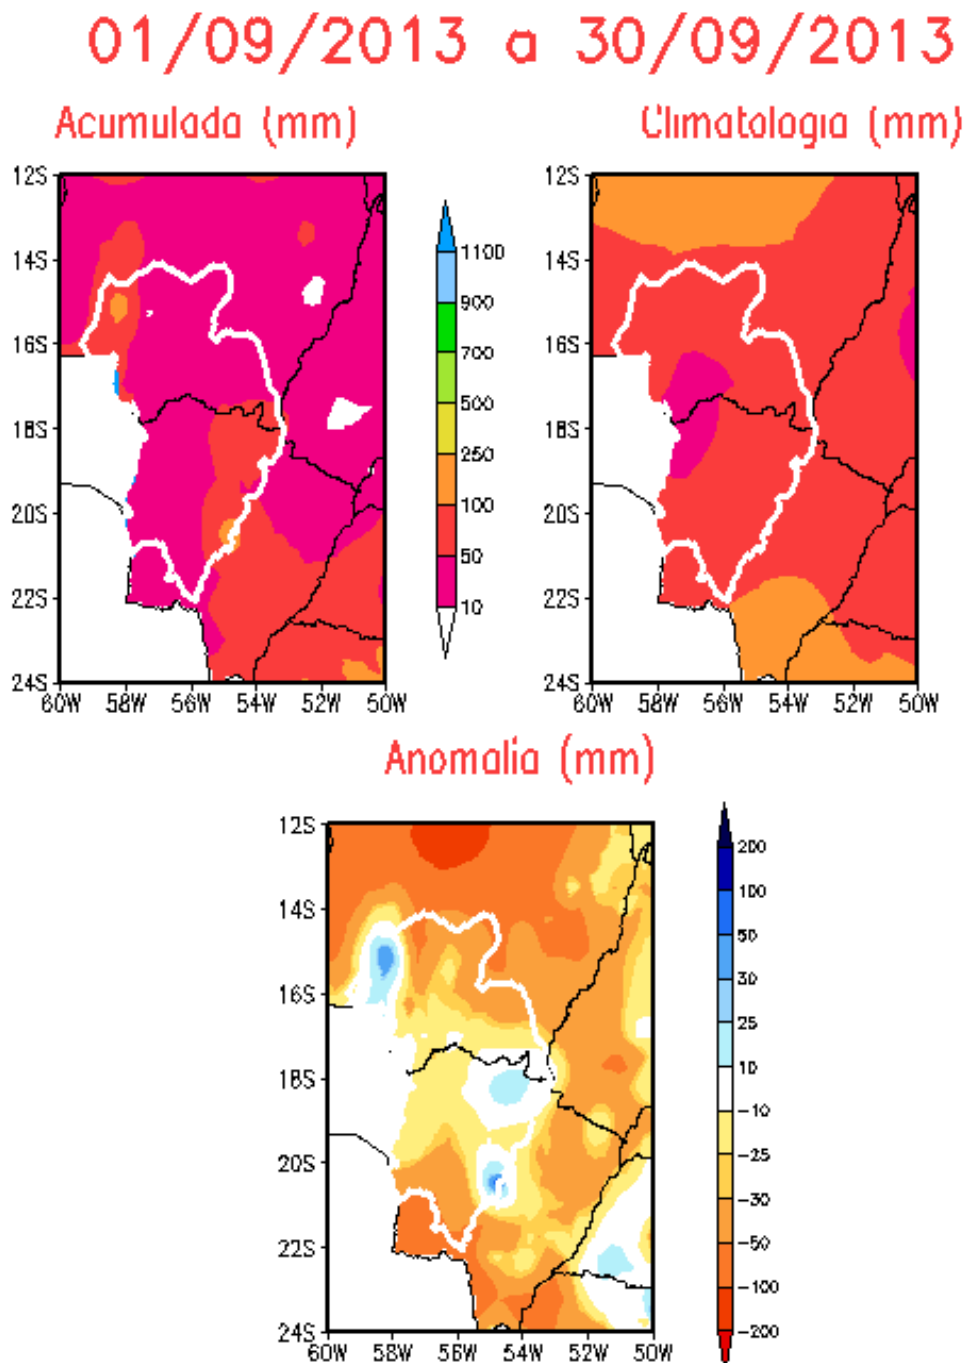 01/09/2013 a 30/09/2013
Acumulada (mm)
Climatologia (mm)
12S
14S
16S
18S
20S
22S
24S
60W 58W 56W 54W 52W 50W
1100
900
700
500
250
100
50
10
12S
14S
16S
18S
20S
22S
24S
60W 58W 56W 54W 52W 50W
Anomalia (mm)
12S
14S
16S
18S
20S
22S
24S
60W 58W 56W 54W 52W 50W
200
100
50
30
25
10
-10
-25
-30
-50
-100
-200